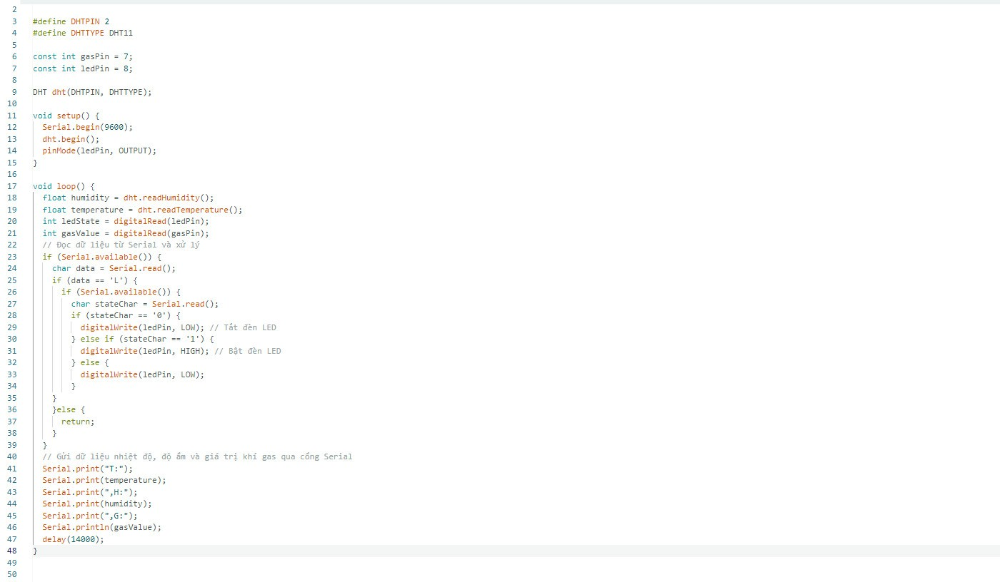 2
3 #define DHTPIN 2
4 #define DHTTYPE DHT11
5
6 const int gasPin = 7;
7 const int ledPin = 8;
8
9 DHT dht(DHTPIN, DHTTYPE);
10
11 void setup() {
12   Serial.begin(9600);
13   dht.begin();
14   pinMode(ledPin, OUTPUT);
15 }
16
17 void loop() {
18   float humidity = dht.readHumidity();
19   float temperature = dht.readTemperature();
20   int ledState = digitalRead(ledPin);
21   int gasValue = digitalRead(gasPin);
22   // Đọc dữ liệu từ Serial và xử lý
23   if (Serial.available()) {
24     char data = Serial.read();
25     if (data == 'L') {
26       if (Serial.available()) {
27         char stateChar = Serial.read();
28         if (stateChar == '0') {
29           digitalWrite(ledPin, LOW); // Tắt đèn LED
30         } else if (stateChar == '1') {
31           digitalWrite(ledPin, HIGH); // Bật đèn LED
32         } else {
33           digitalWrite(ledPin, LOW);
34         }
35     }
36     }else {
37       return;
38     }
39   }
40   // Gửi dữ liệu nhiệt độ, độ ẩm và giá trị khí gas qua cổng Serial
41   Serial.print("T:");
42   Serial.print(temperature);
43   Serial.print(",H:");
44   Serial.print(humidity);
45   Serial.print(",G:");
46   Serial.println(gasValue);
47   delay(14000);
48 }
49
50